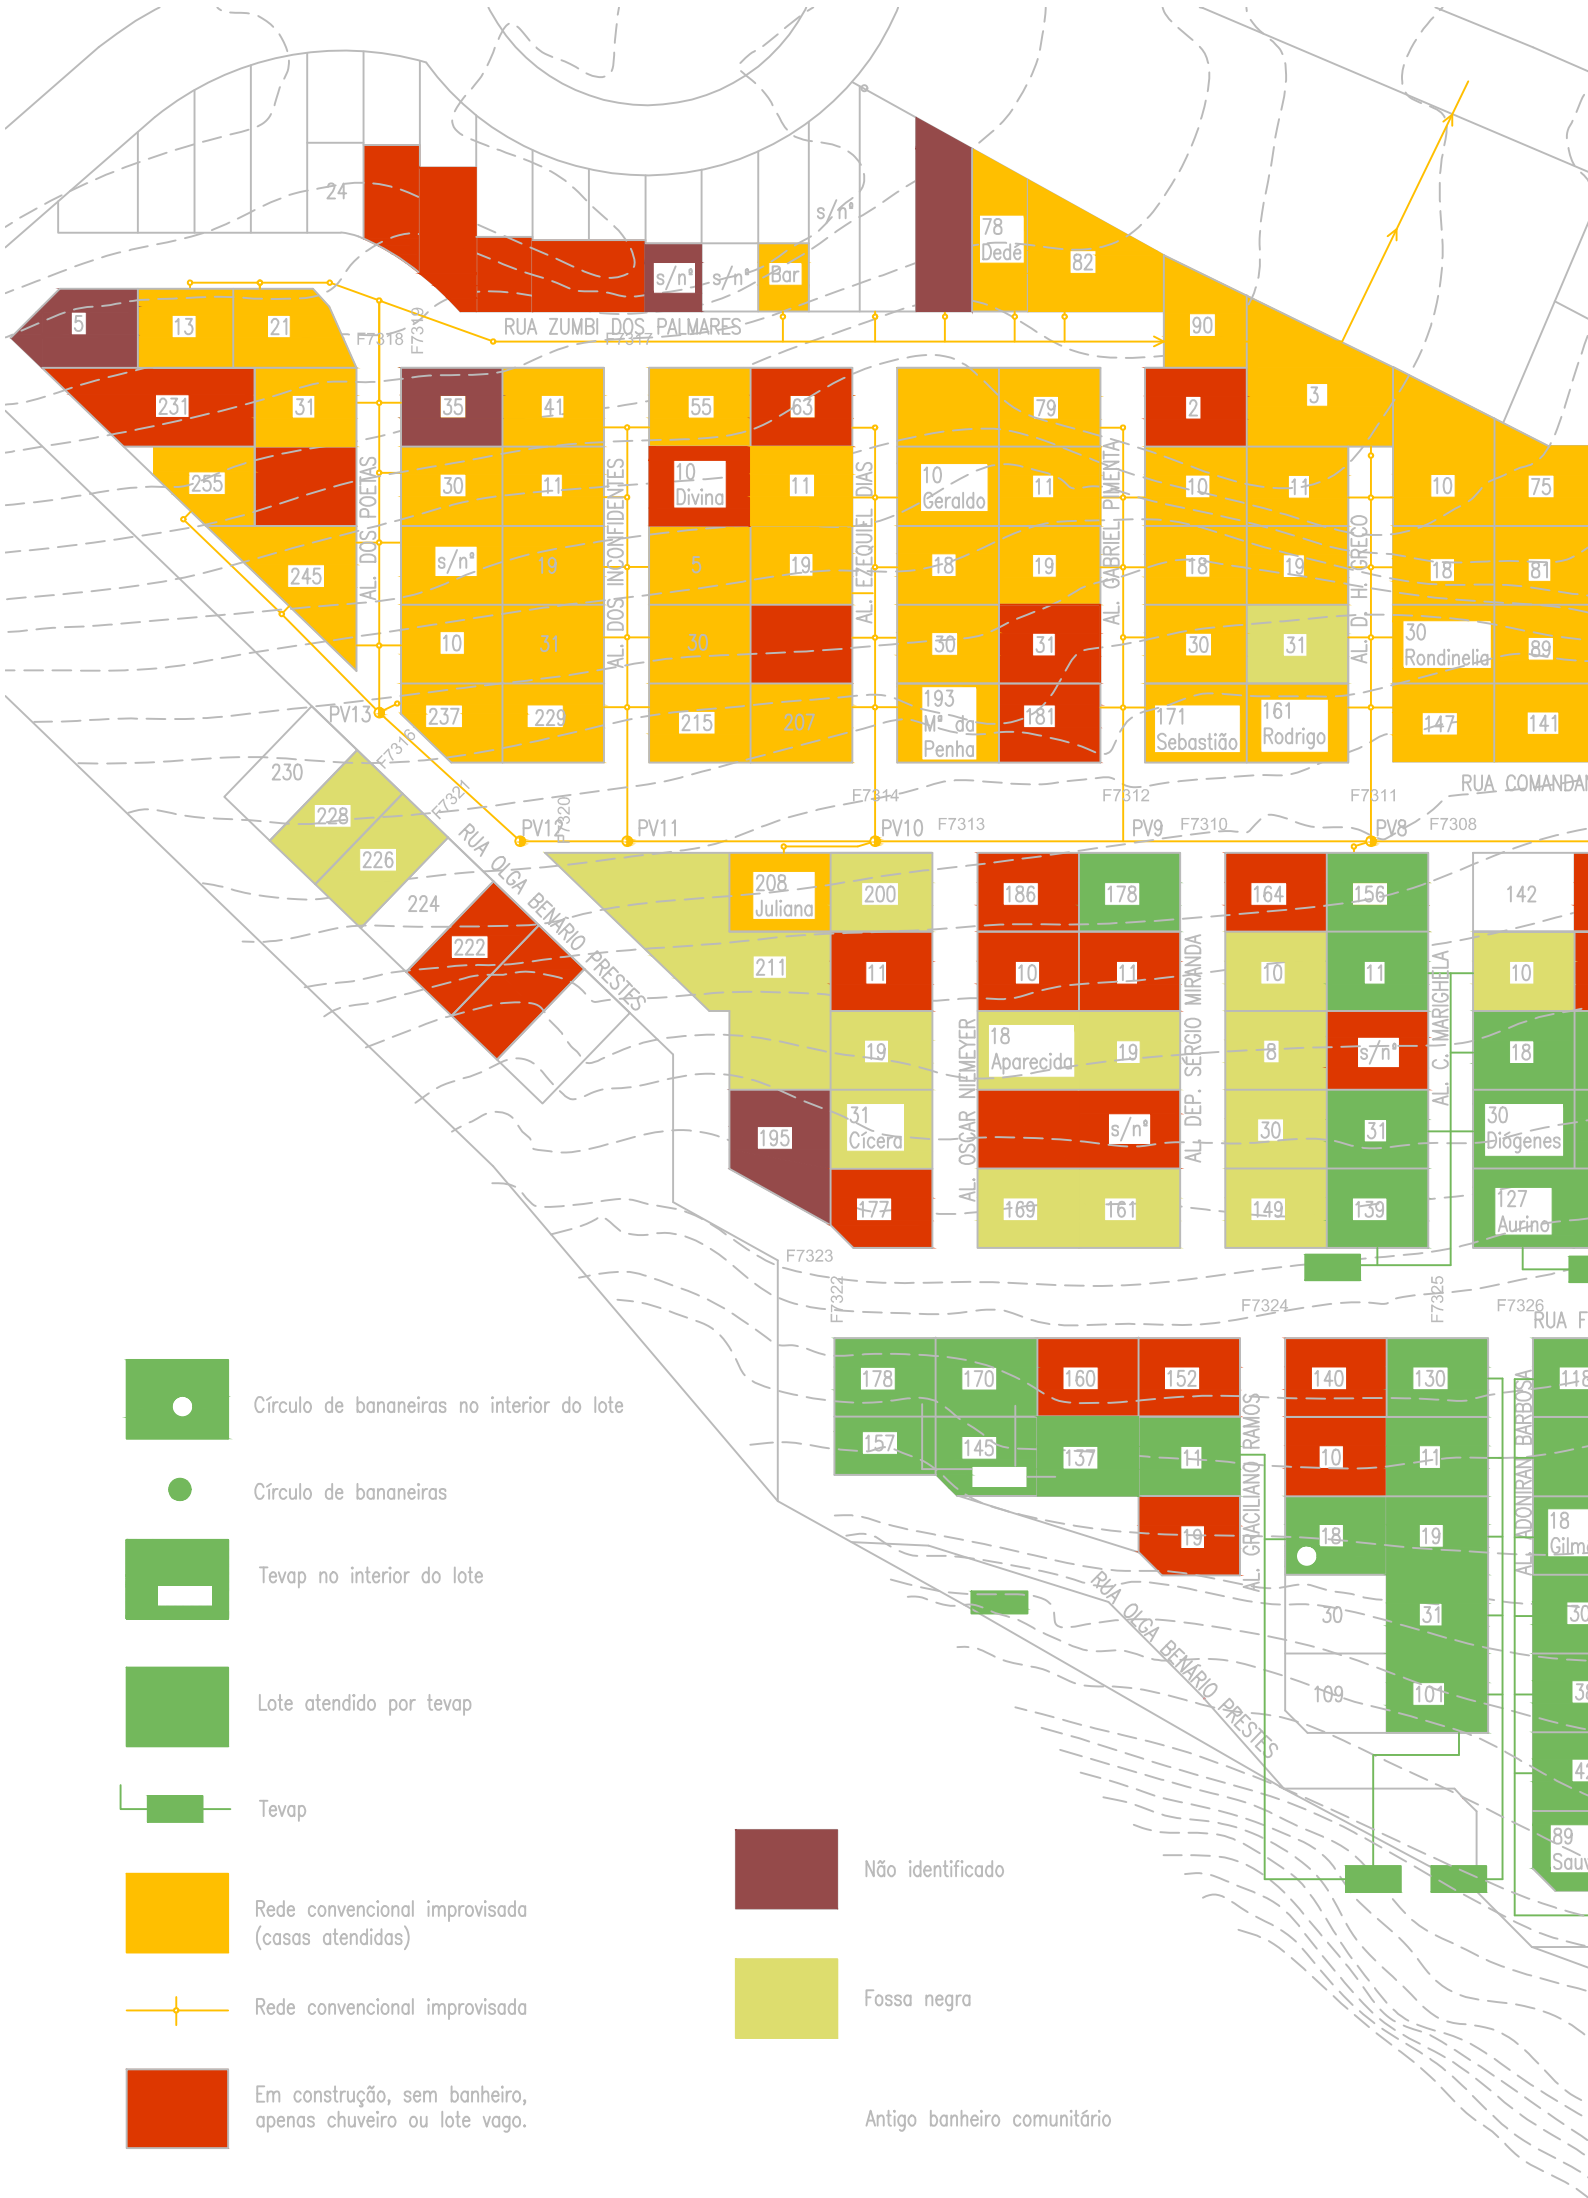 24
s/nº
78
Dedé
82
s/nº
s/nº
Bar
5
13
21
90
RUA ZUMBI DOS PALMARES
F7317
F7318
F7319
231
31
35
41
55
63
79
2
3
255
30
11
10
Divina
11
10
Geraldo
11
10
11
10
75
245
s/nº
19
5
19
18
19
18
19
18
81
10
31
30
30
31
30
31
30
Rondinelia
89
237
229
215
207
193
Mª da
Penha
181
171
Sebastião
161
Rodrigo
147
141
AL. DOS POETAS
AL. DOS INCONFIDENTES
AL. EZEQUIEL DIAS
AL. GABRIEL PIMENTA
AL. D. H. GRECO
PV13
F7316
230
228
226
224
222
F7321
F7320
F7314
F7312
F7311
RUA COMANDAN
PV12
PV11
PV10
F7313
PV9
F7310
PV8
F7308
RUA OLGA BENÁRIO PRESTES
208
Juliana
200
186
178
164
156
142
211
11
10
11
10
11
10
19
18
Aparecida
19
8
s/nº
18
195
31
Cícera
s/nº
30
31
30
Diógenes
177
169
161
149
139
127
Aurino
AL. OSCAR NIEMEYER
AL. DEP. SÉRGIO MIRANDA
AL. C. MARIGHELA
F7323
F7322
F7324
F7325
F7326
RUA F
178
170
160
152
140
130
118
157
145
137
11
10
11
19
18
19
18
Gilm
30
31
30
109
101
38
42
89
Sauv
AL. GRACILIANO RAMOS
AL. ADONIRAN BARBOSA
RUA OLGA BENÁRIO PRESTES
Círculo de bananeiras no interior do lote
Círculo de bananeiras
Tevap no interior do lote
Lote atendido por tevap
Tevap
Rede convencional improvisada
(casas atendidas)
Rede convencional improvisada
Em construção, sem banheiro,
apenas chuveiro ou lote vago.
Não identificado
Fossa negra
Antigo banheiro comunitário